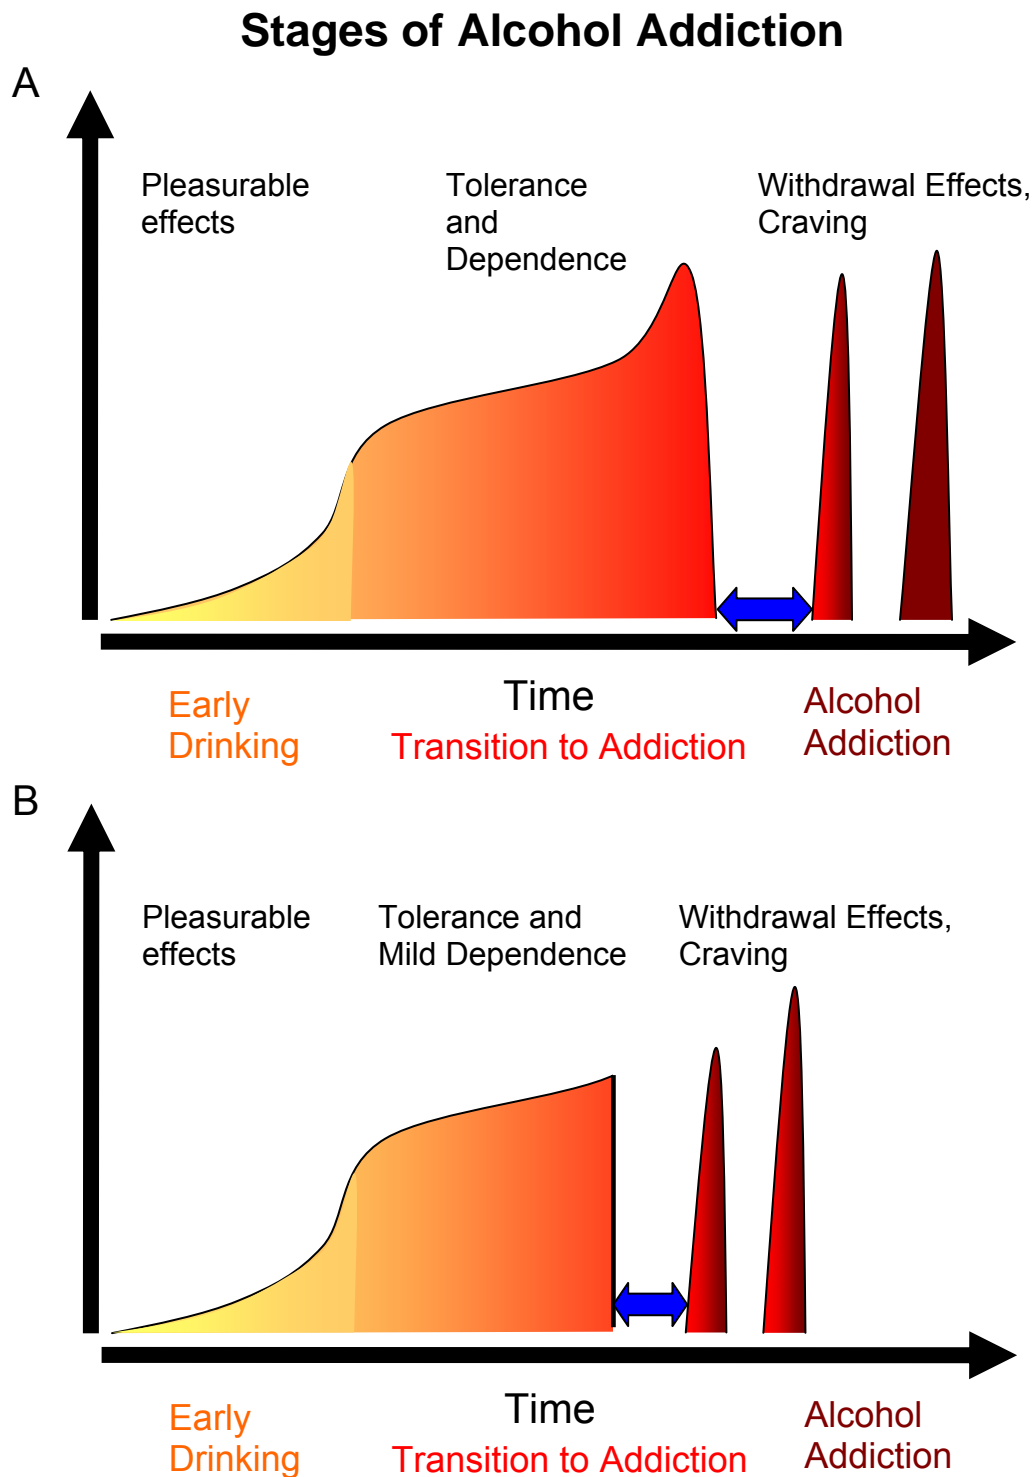 Stages of Alcohol Addiction
A
Pleasurable
effects
Tolerance
and
Dependence
Withdrawal Effects,
Craving
Time
Early
Drinking
Transition to Addiction
Alcohol
Addiction
B
Pleasurable
effects
Tolerance and
Mild Dependence
Withdrawal Effects,
Craving
Time
Early
Drinking
Transition to Addiction
Alcohol
Addiction